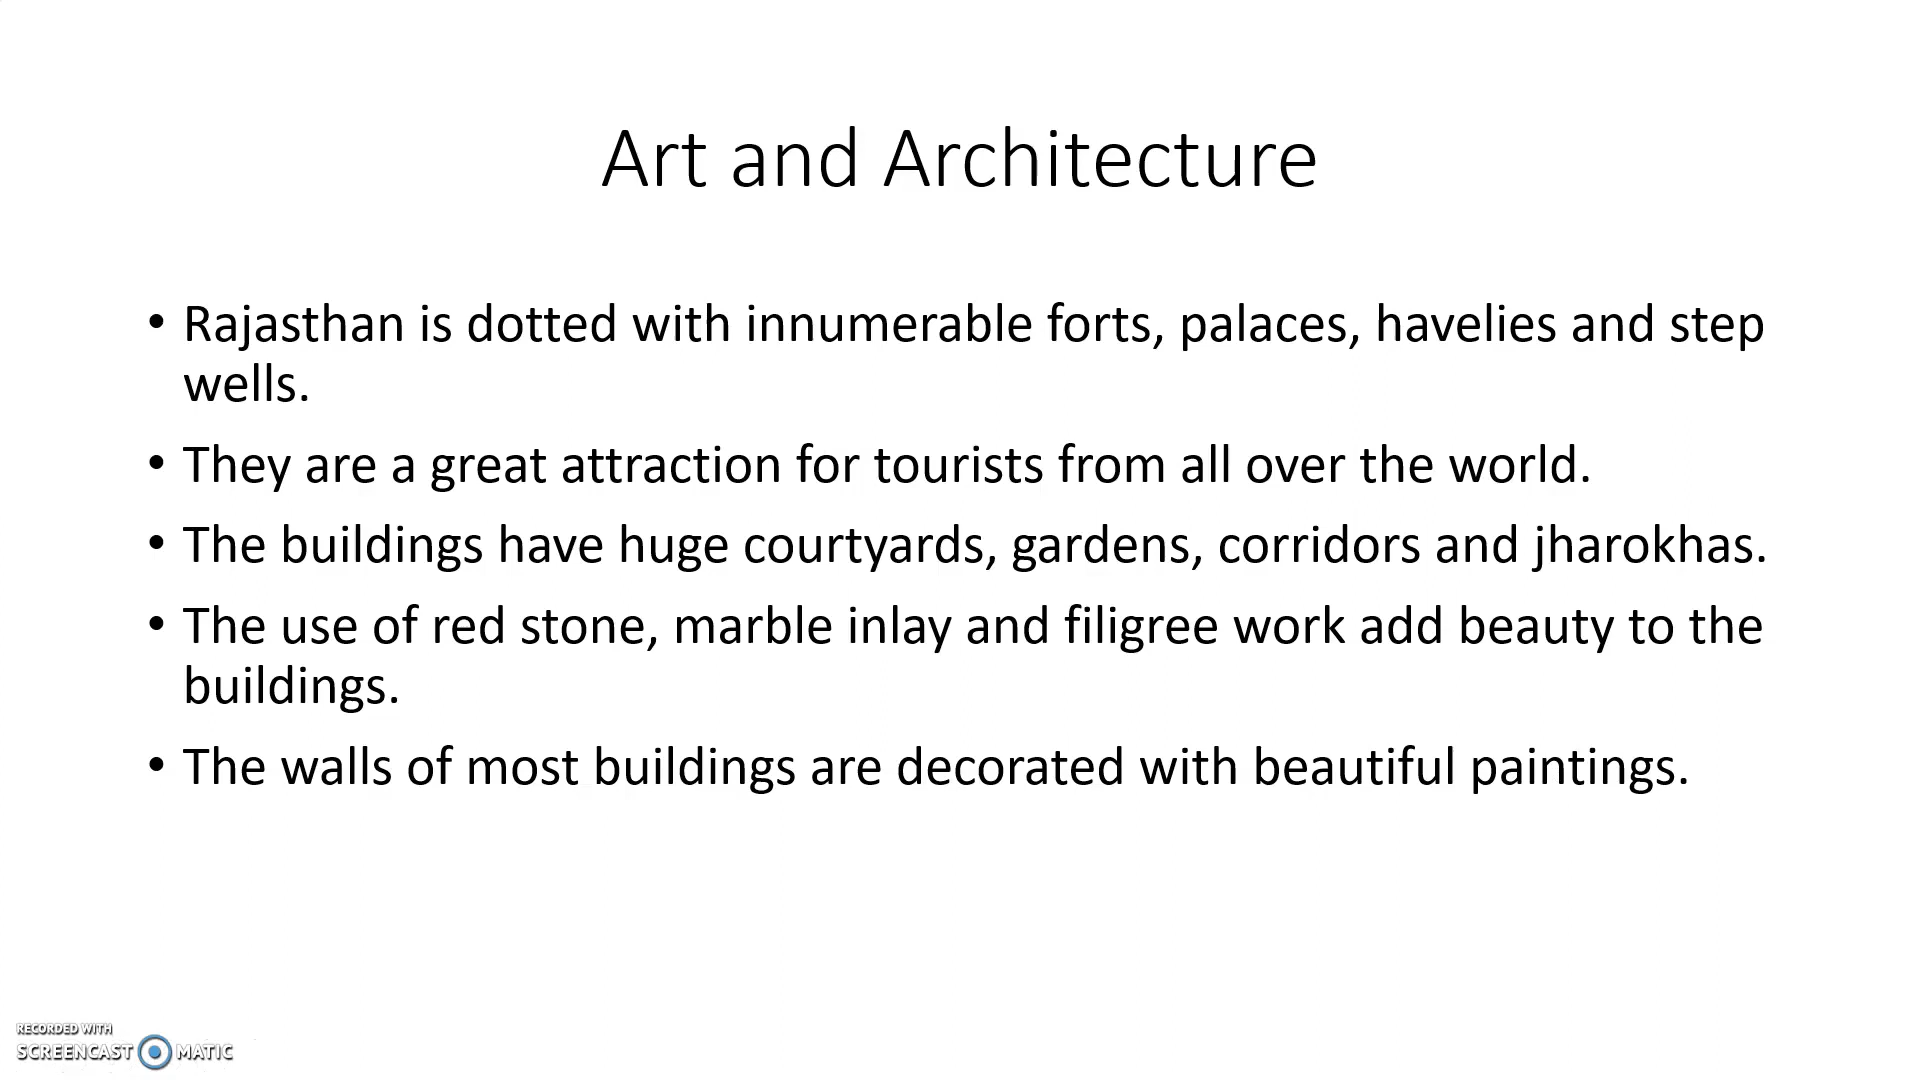 Art and Architecture
• Rajasthan is dotted with innumerable forts, palaces, havelies and step
wells.
• They are a great attraction for tourists from all over the world.
• The buildings have huge courtyards, gardens, corridors and jharokhas.
• The use of red stone, marble inlay and filigree work add beauty to the
buildings.
• The walls of most buildings are decorated with beautiful paintings.
RECORDED WITH
SCREENCAST MATIC